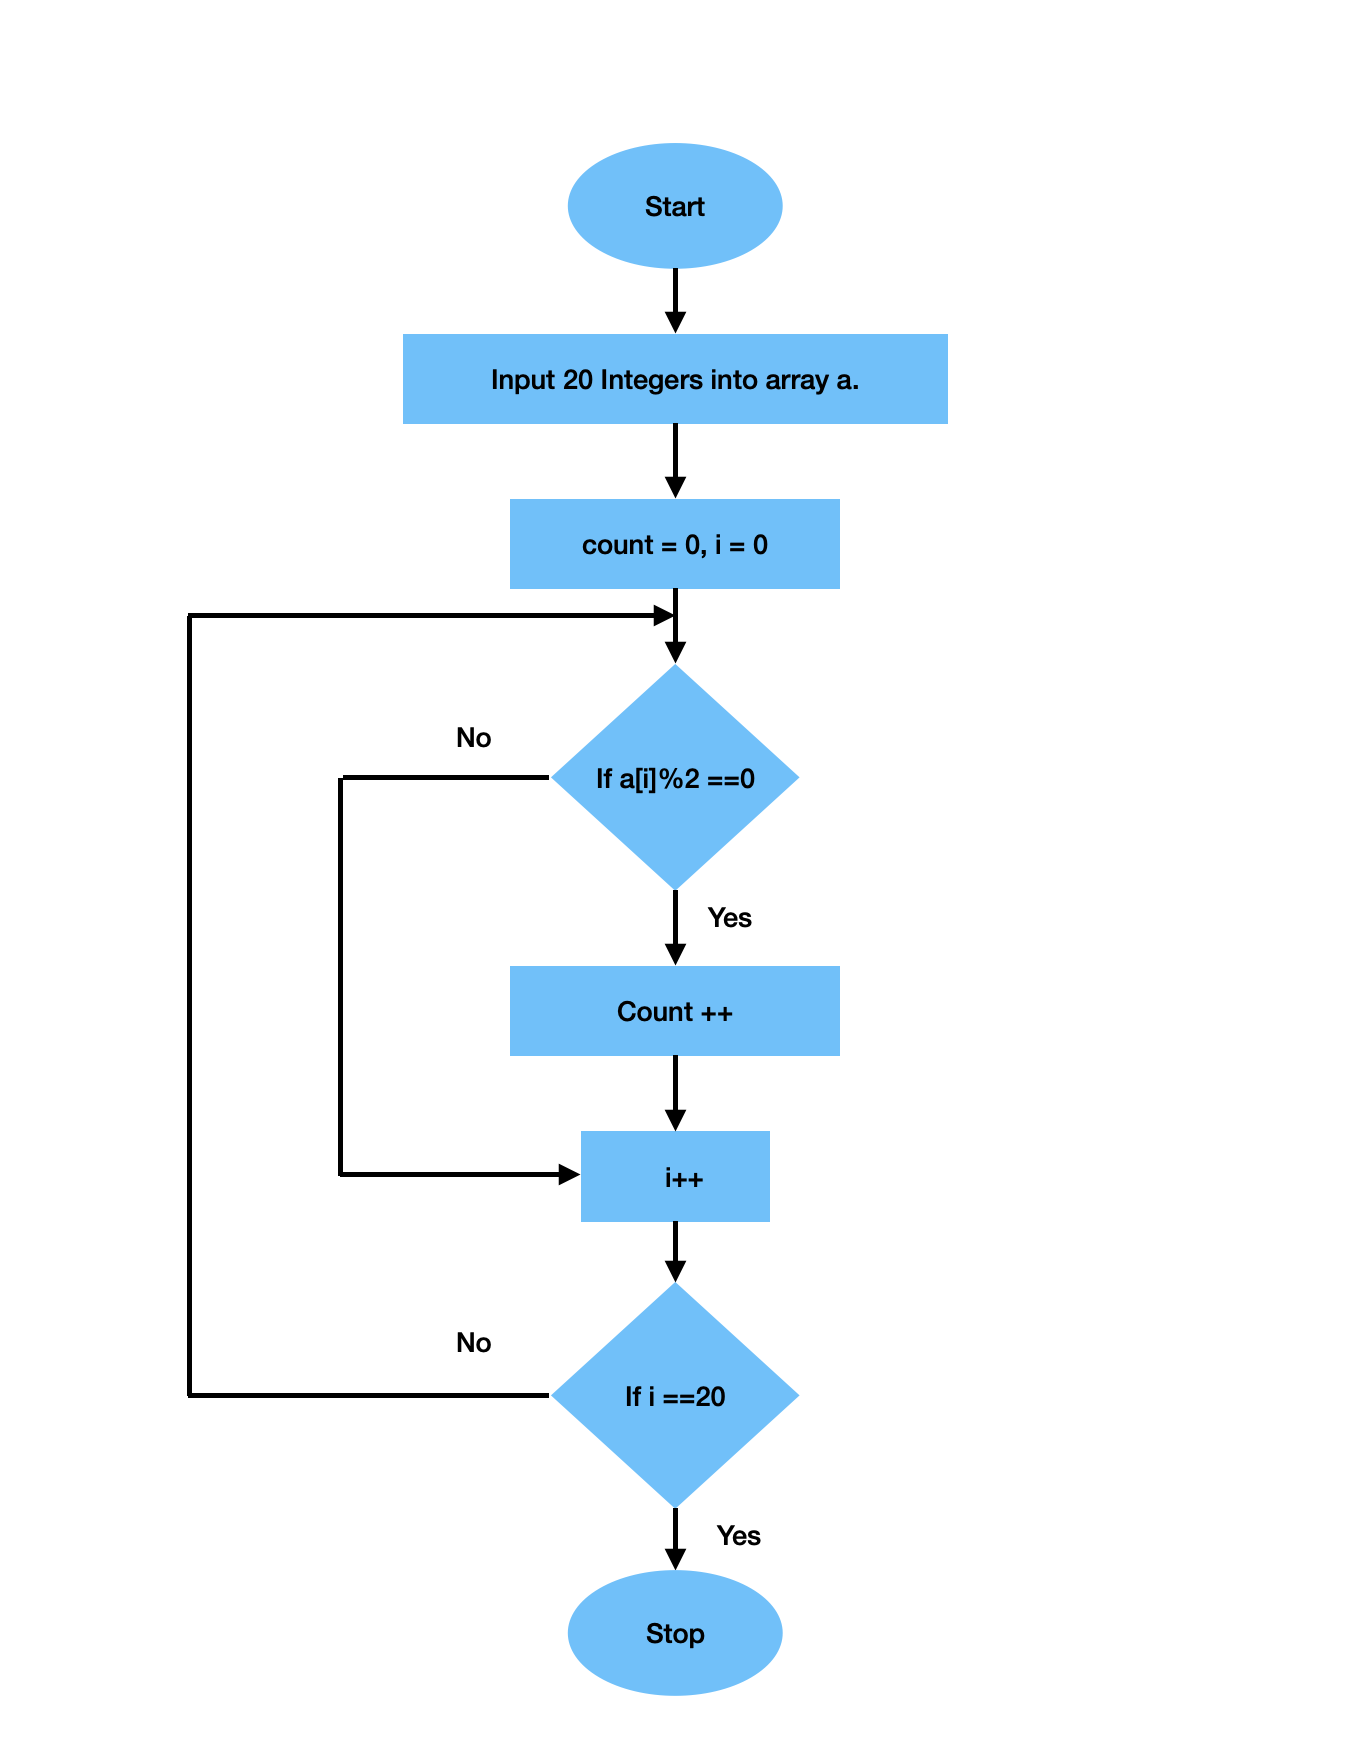 Start
Input 20 Integers into array a.
count = 0, i = 0
No
If a[i]%2 ==0
Yes
Count ++
i++
No
If i ==20
Yes
Stop